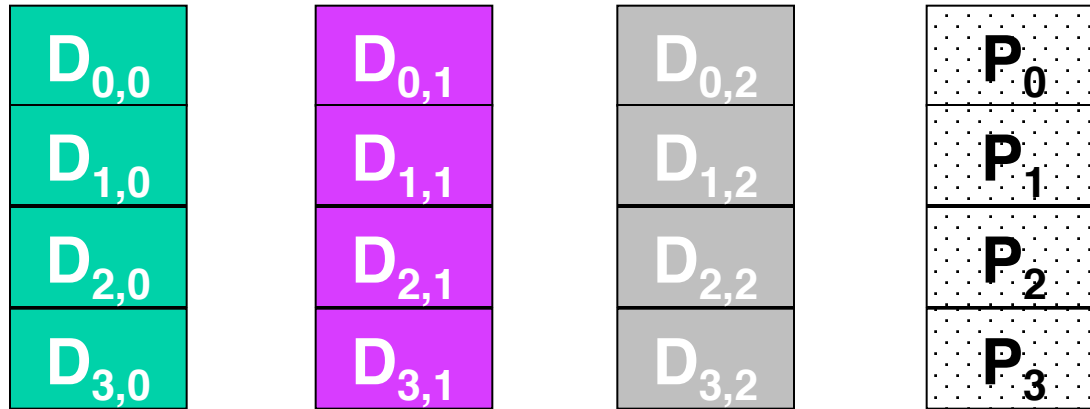 D0,0 D0,1 D0,2 P0
D1,0 D1,1 D1,2 P1
D2,0 D2,1 D2,2 P2
D3,0 D3,1 D3,2 P3